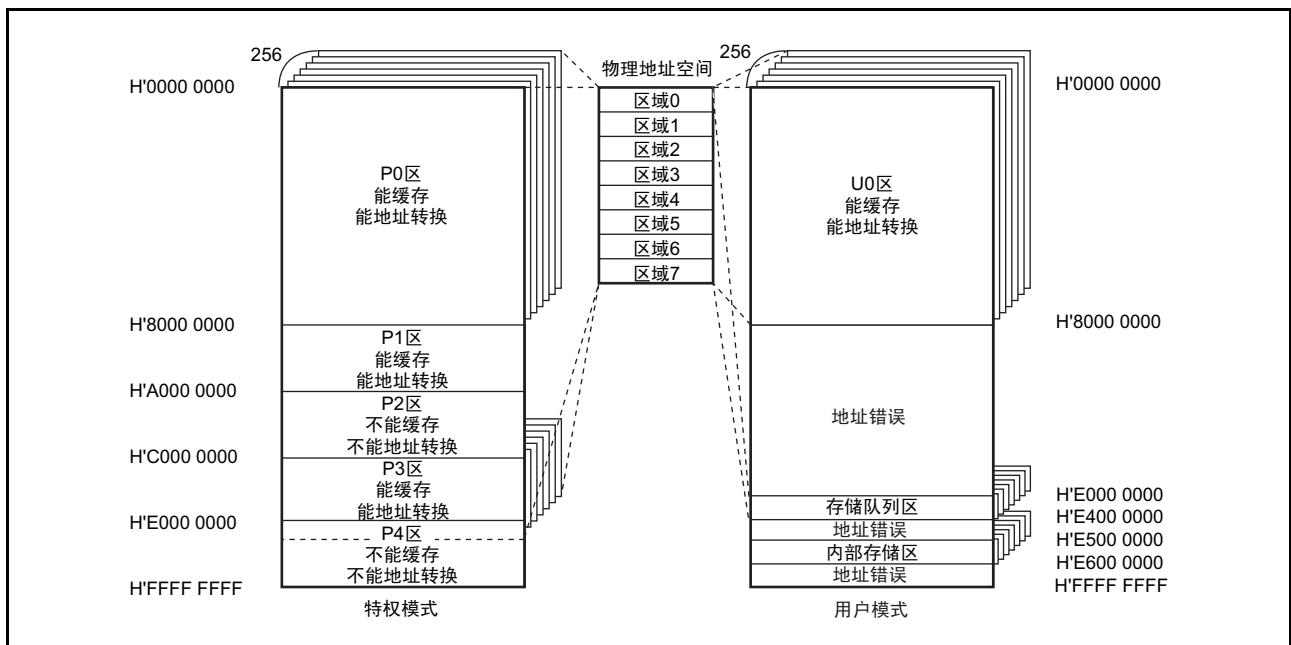 256
H'0000 0000
P0区
能缓存
能地址转换
H'8000 0000
P1区
能缓存
能地址转换
H'A000 0000
P2区
不能缓存
不能地址转换
H'C000 0000
P3区
能缓存
能地址转换
H'E000 0000
P4区
不能缓存
不能地址转换
H'FFFF FFFF
特权模式
物理地址空间
区域0
区域1
区域2
区域3
区域4
区域5
区域6
区域7
256
H'0000 0000
U0区
能缓存
能地址转换
H'8000 0000
地址错误
H'E000 0000
存储队列区
H'E400 0000
地址错误
H'E500 0000
内部存储区
H'E600 0000
地址错误
H'FFFF FFFF
用户模式